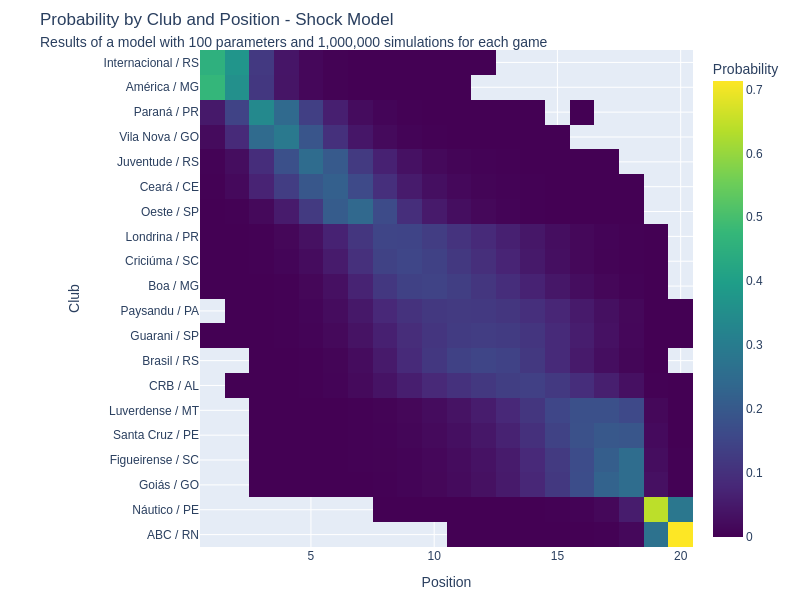 Probability by Club and Position - Shock Model
Results of a model with 100 parameters and 1,000,000 simulations for each game
Probability
Club
Internacional / RS
América / MG
Paraná / PR
Vila Nova / GO
Juventude / RS
Ceará / CE
Oeste / SP
Londrina / PR
Criciúma / SC
Boa / MG
Paysandu / PA
Guarani / SP
Brasil / RS
CRB / AL
Luverdense / MT
Santa Cruz / PE
Figueirense / SC
Goiás / GO
Náutico / PE
ABC / RN
0.7
0.6
0.5
0.4
0.3
0.2
0.1
0
5 10 15 20
Position